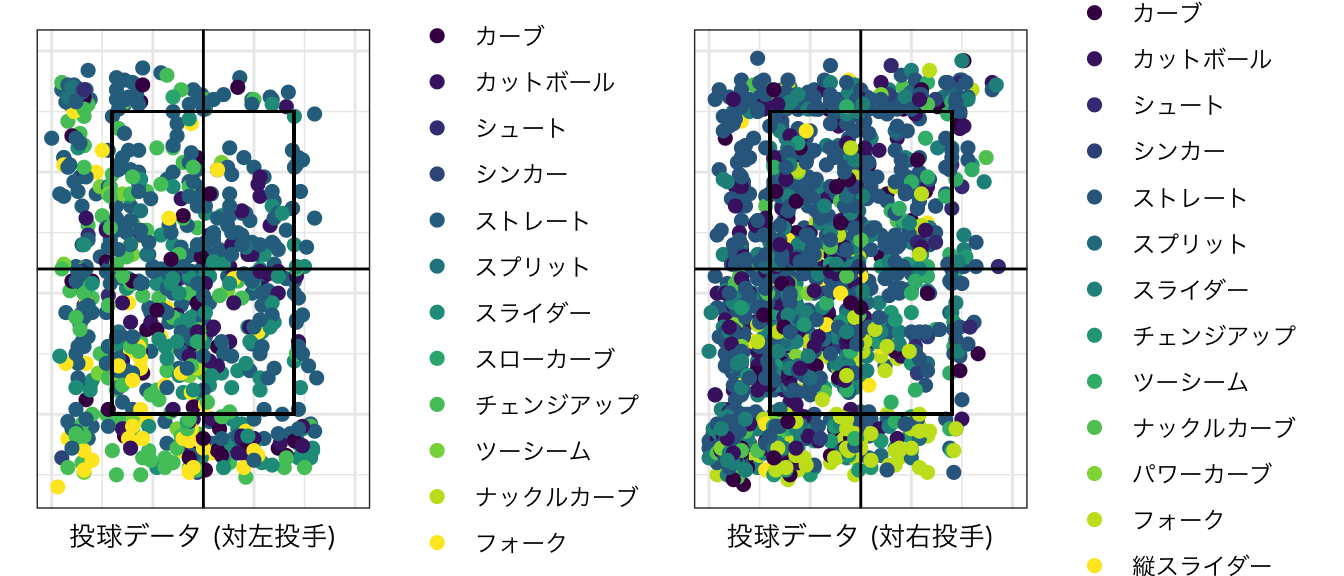 カーブ
カットボール
シュート
シンカー
ストレート
スプリット
スライダー
スローカーブ
チェンジアップ
ツーシーム
ナックルカーブ
フォーク
投球データ (対左投手)
カーブ
カットボール
シュート
シンカー
ストレート
スプリット
スライダー
チェンジアップ
ツーシーム
ナックルカーブ
パワーカーブ
フォーク
縦スライダー
投球データ (対右投手)